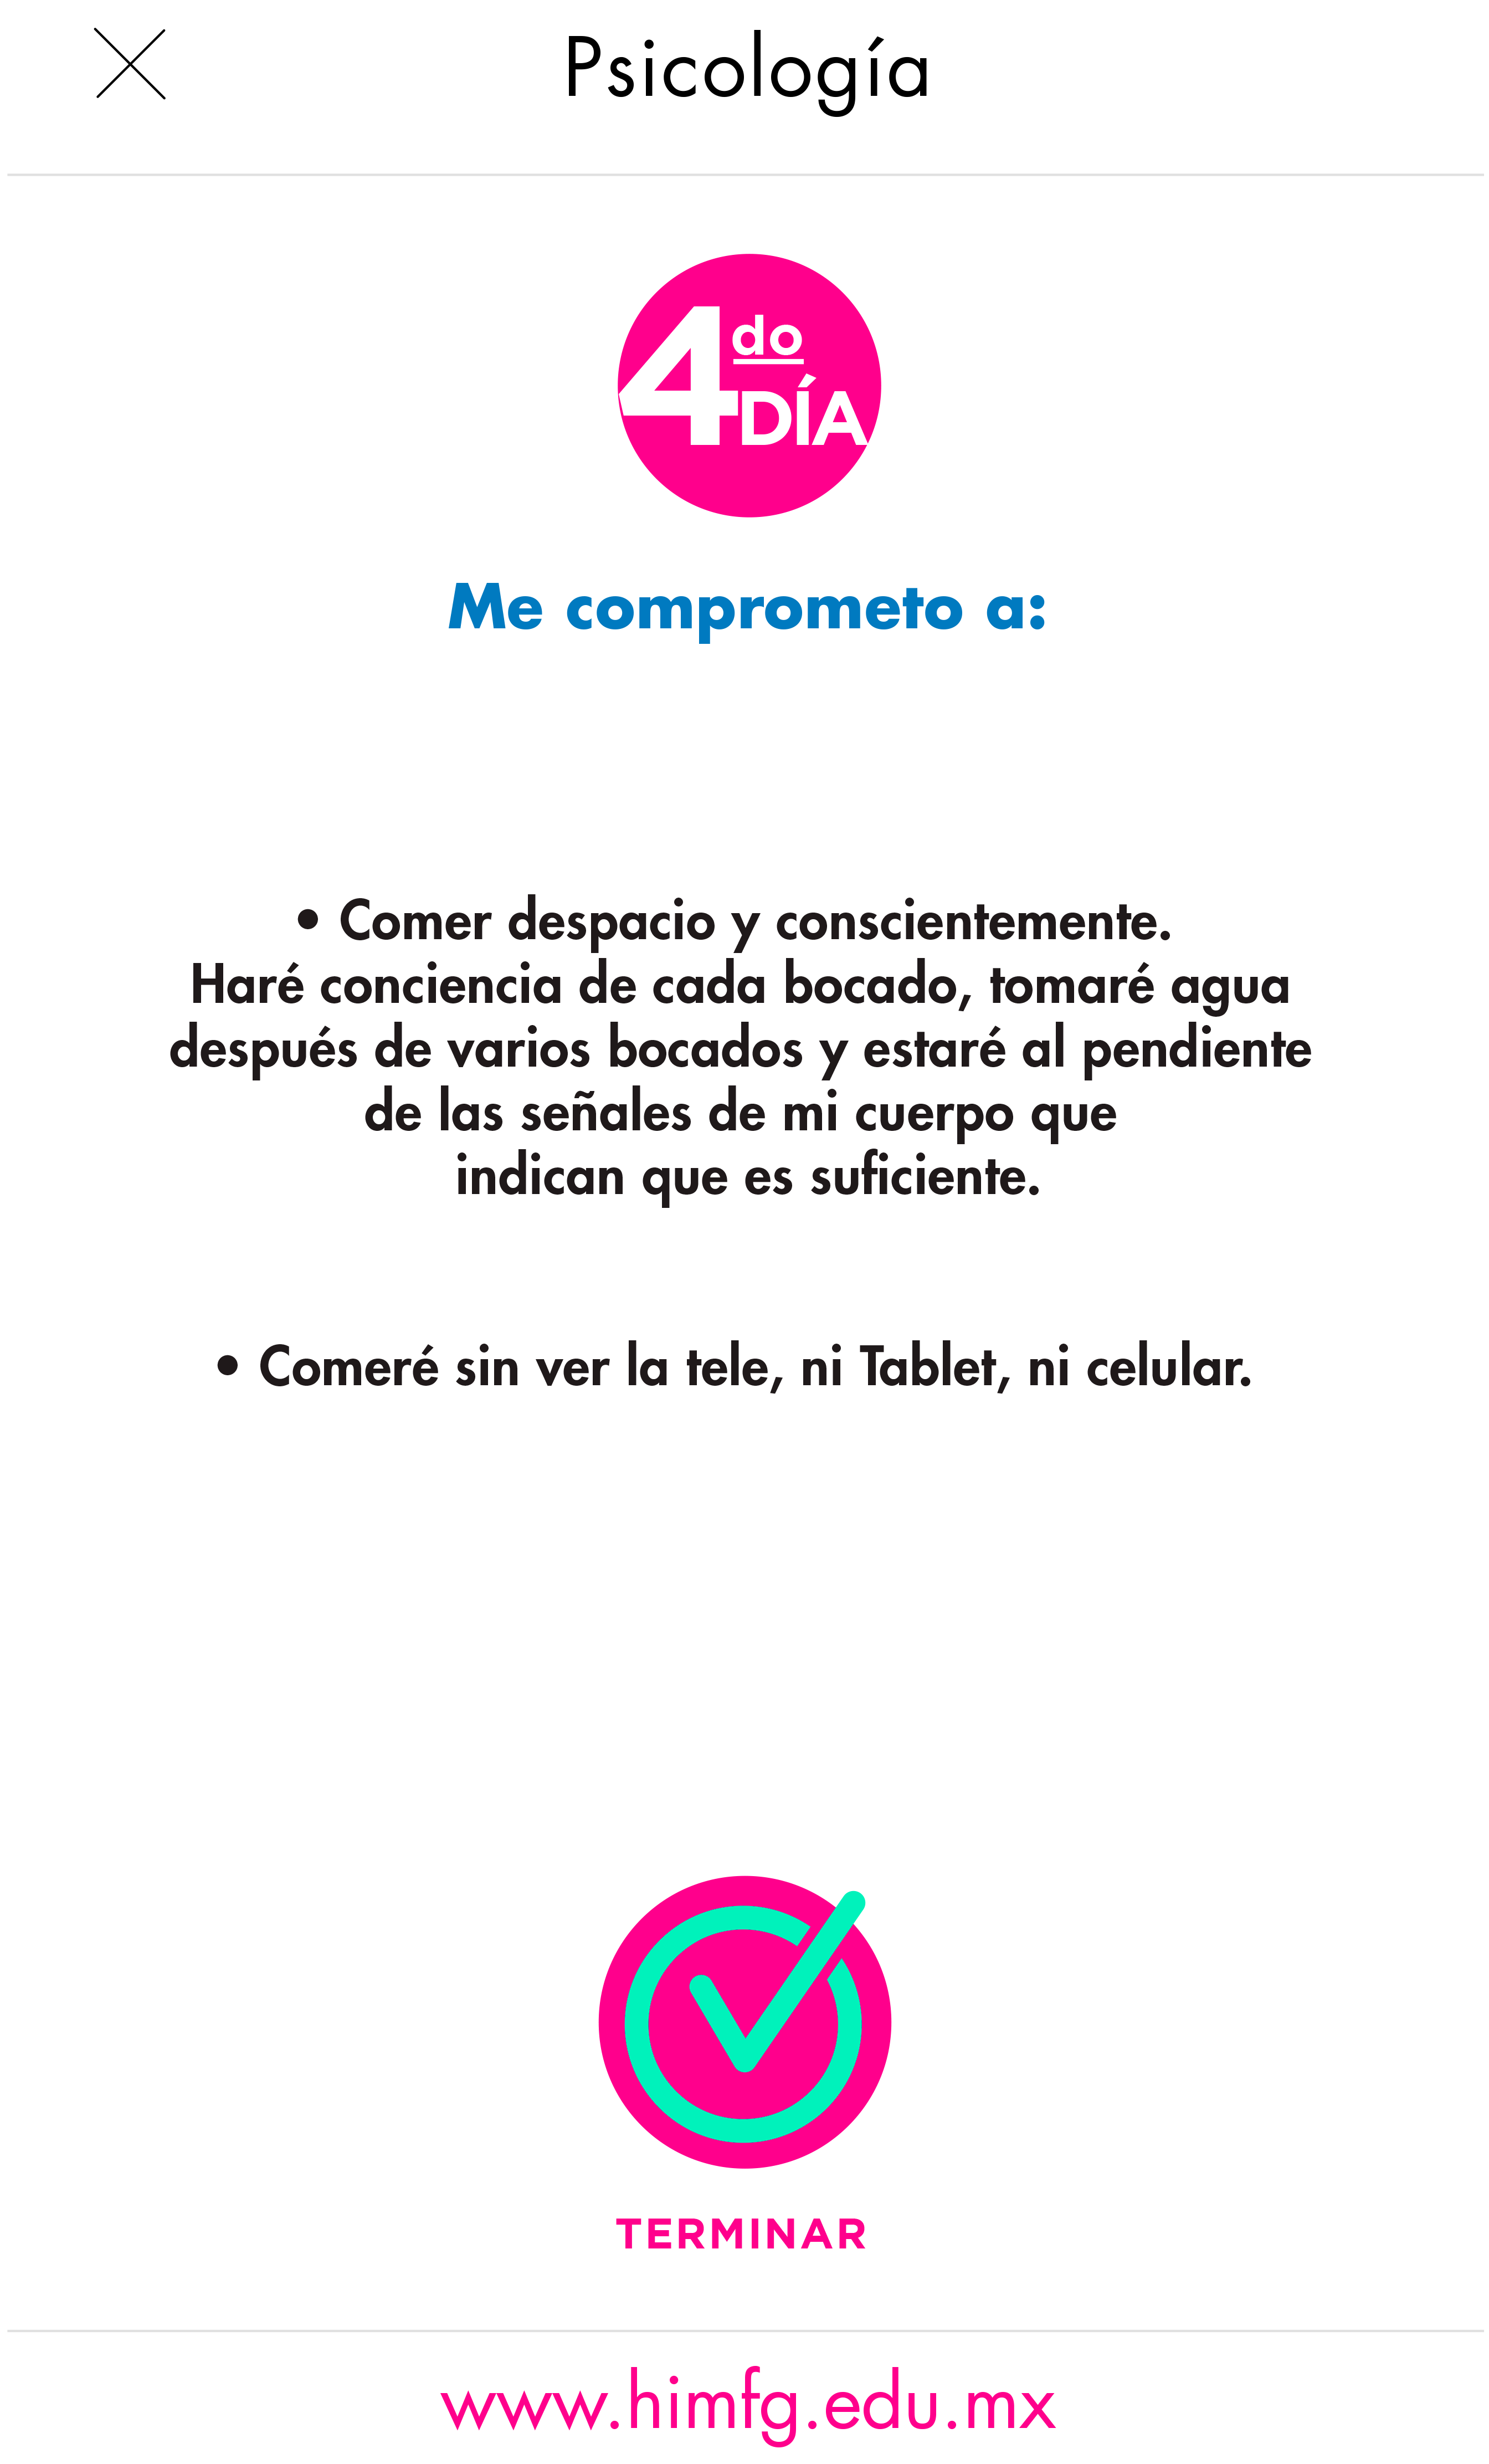 Psicología
4do
DÍA
Me comprometo a:
• Comer despacio y conscientemente.
Haré conciencia de cada bocado, tomaré agua
después de varios bocados y estaré al pendiente
de las señales de mi cuerpo que
indican que es suficiente.
• Comeré sin ver la tele, ni Tablet, ni celular.
TERMINAR
www.himfg.edu.mx